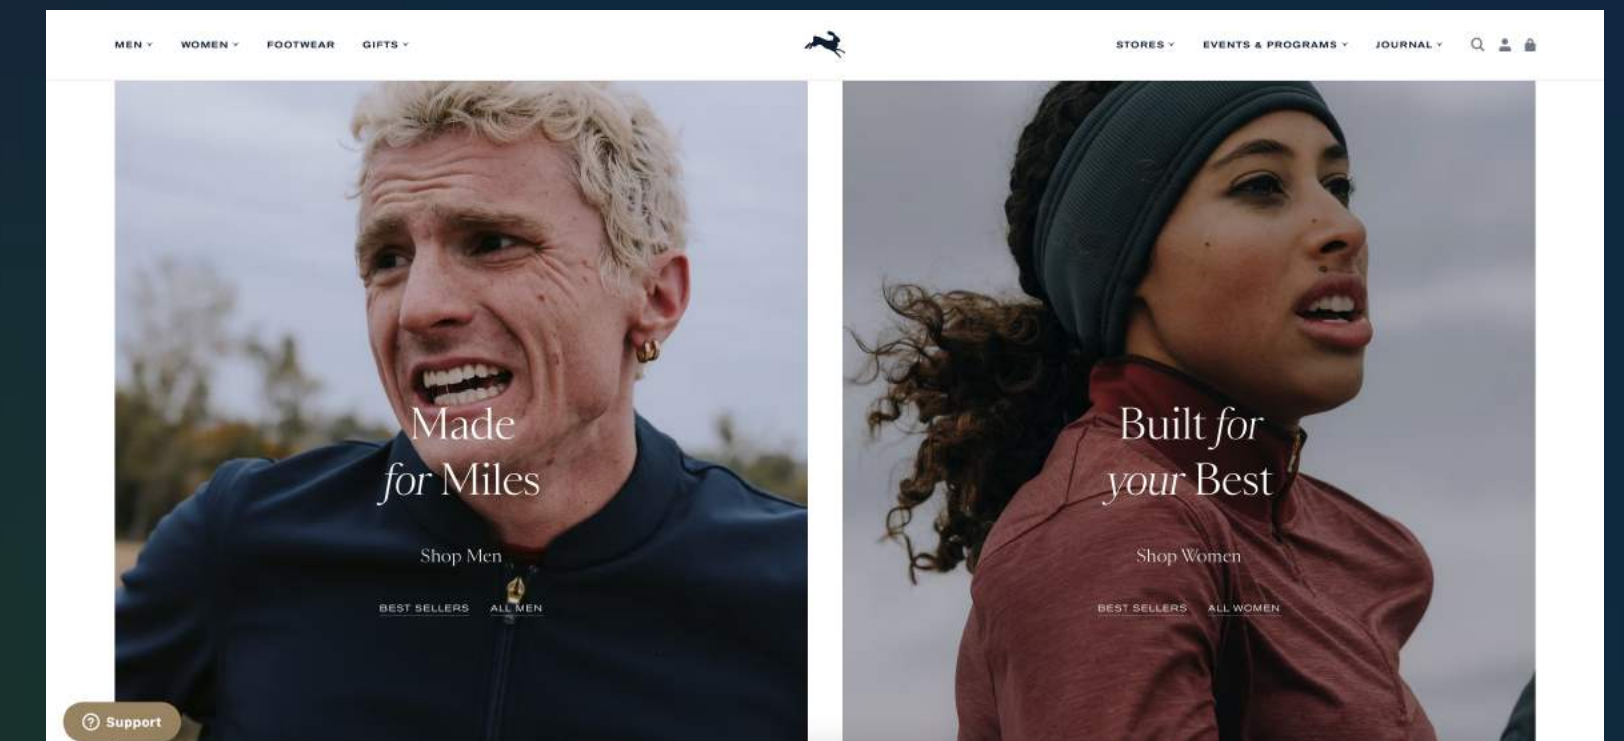 MEN
WOMEN
FOOTWEAR
GIFTS
STORES
EVENTS & PROGRAMS
JOURNAL
Made
for Miles
Shop Men
BEST SELLERS
ALL MEN
Built for
your Best
Shop Women
BEST SELLERS
ALL WOMEN
Support